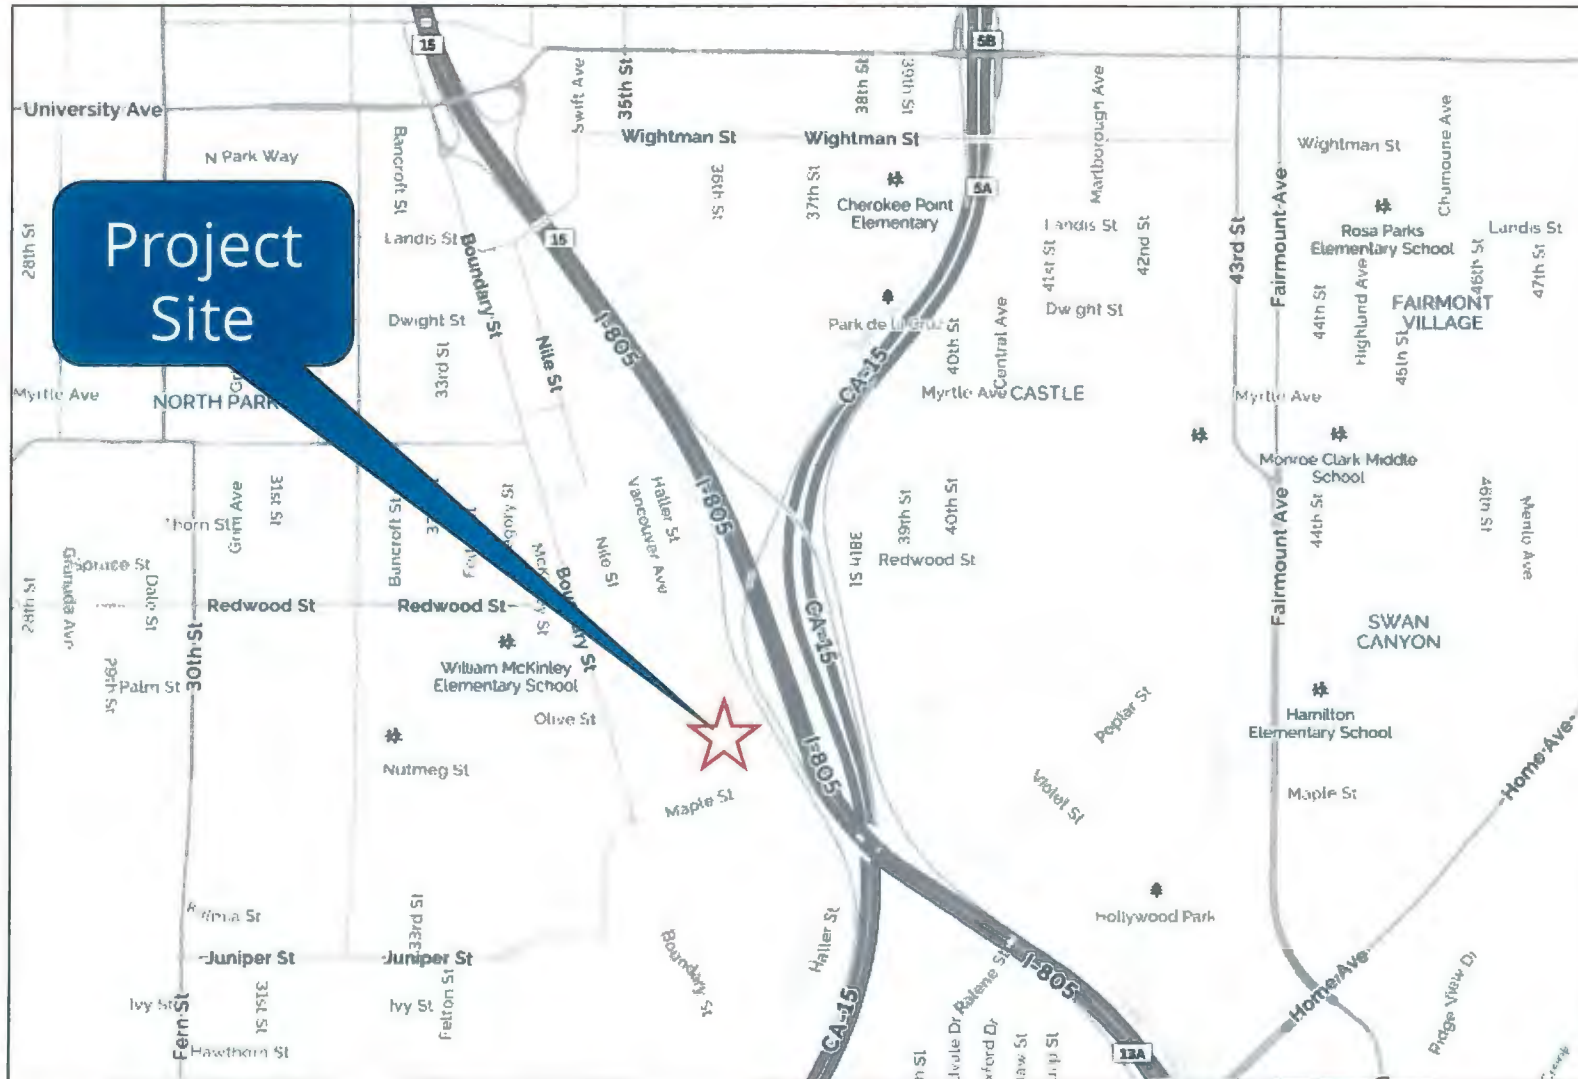 15
5B
University Ave
Swift Ave
35th St
38th St
39th St
Marlborough Ave
Wightman St
Wightman St
Wightman St
Chamoune Ave
N Park Way
Bancroft St
36th St
37th St
Cherokee Point
Elementary
5A
Project
Site
28th St
Landis St
Boundary St
15
Landis St
41st St
42nd St
43rd St
Fairmount Ave
Rosa Parks
Elementary School
Landis St
46th St
47th St
Dwight St
33rd St
Nile St
I-805
Park de la Cruz
CA-15
40th St
Central Ave
Dwight St
44th St
Highland Ave
45th St
FAIRMONT
VILLAGE
Myrtle Ave
NORTH PARK
Myrtle Ave
CASTLE
Myrtle Ave
Monroe Clark Middle
School
Thorn St
Grim Ave
31st St
Bancroft St
Haller St
Vancouver Ave
I-805
38th St
39th St
40th St
Redwood St
Fairmount Ave
44th St
46th St
Menlo Ave
Spruce St
Granada Ave
28th St
Dale St
Redwood St
Redwood St
Nile St
Boundary St
CA-15
SWAN
CANYON
29th St
Palm St
30th St
William McKinley
Elementary School
Olive St
Nutmeg St
Maple St
I-805
Poplar St
Violet St
Hamilton
Elementary School
Maple St
Home Ave
Hollywood Park
33rd St
Juniper St
Juniper St
Boundary St
Haller St
Ivy St
31st St
Fern St
Hawthorn St
Ivy St
Felton St
CA-15
Ralene St
I-805
13A
Home Ave
Ridge View Dr